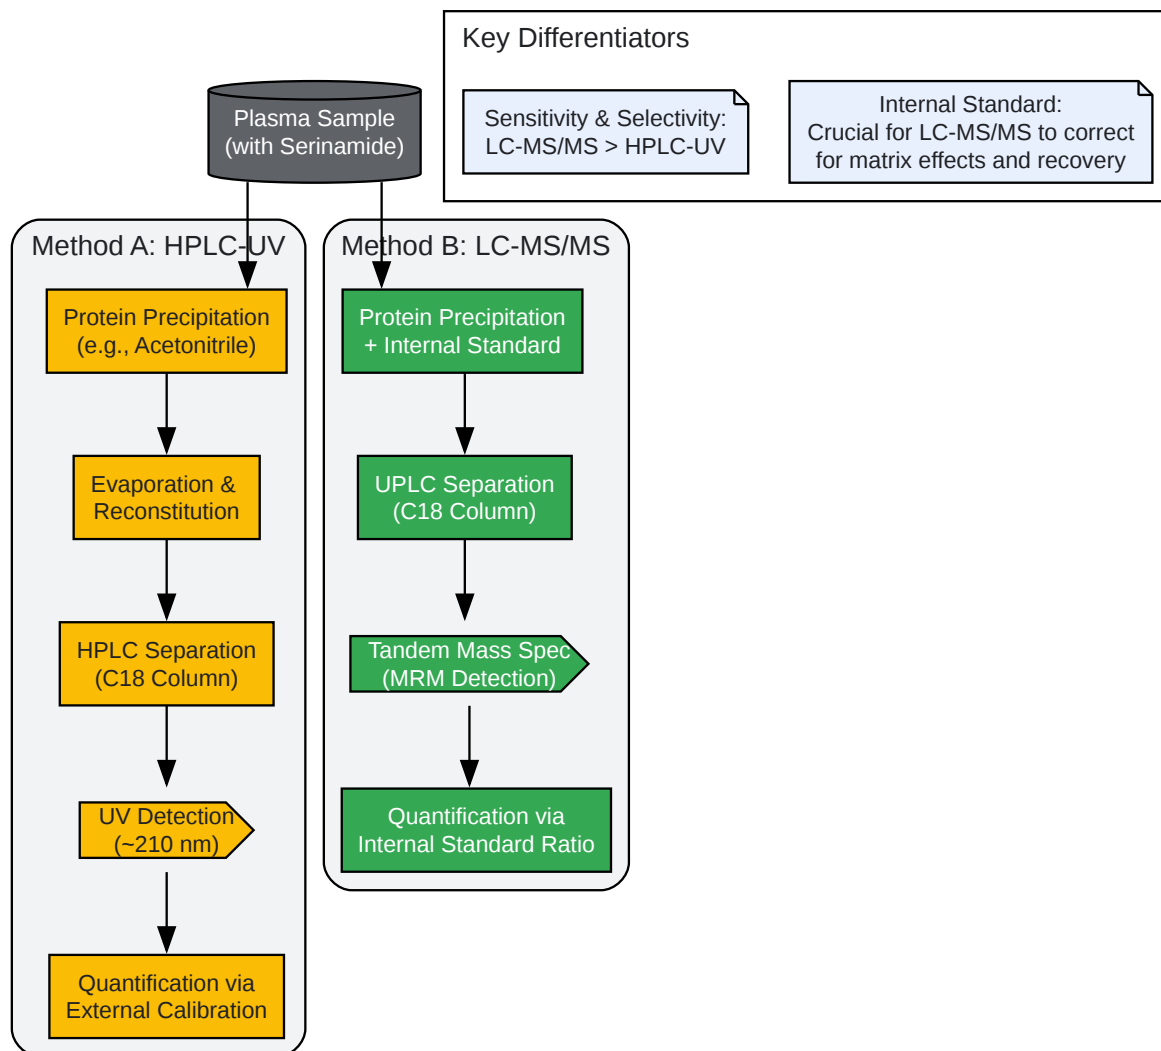 Key Differentiators
Sensitivity & Selectivity:
LC-MS/MS > HPLC-UV
Internal Standard:
Crucial for LC-MS/MS to correct
for matrix effects and recovery
Plasma Sample
(with Serinamide)
Method A: HPLC-UV
Protein Precipitation
(e.g., Acetonitrile)
Evaporation &
Reconstitution
HPLC Separation
(C18 Column)
UV Detection
(~210 nm)
Quantification via
External Calibration
Method B: LC-MS/MS
Protein Precipitation
+ Internal Standard
UPLC Separation
(C18 Column)
Tandem Mass Spec
(MRM Detection)
Quantification via
Internal Standard Ratio